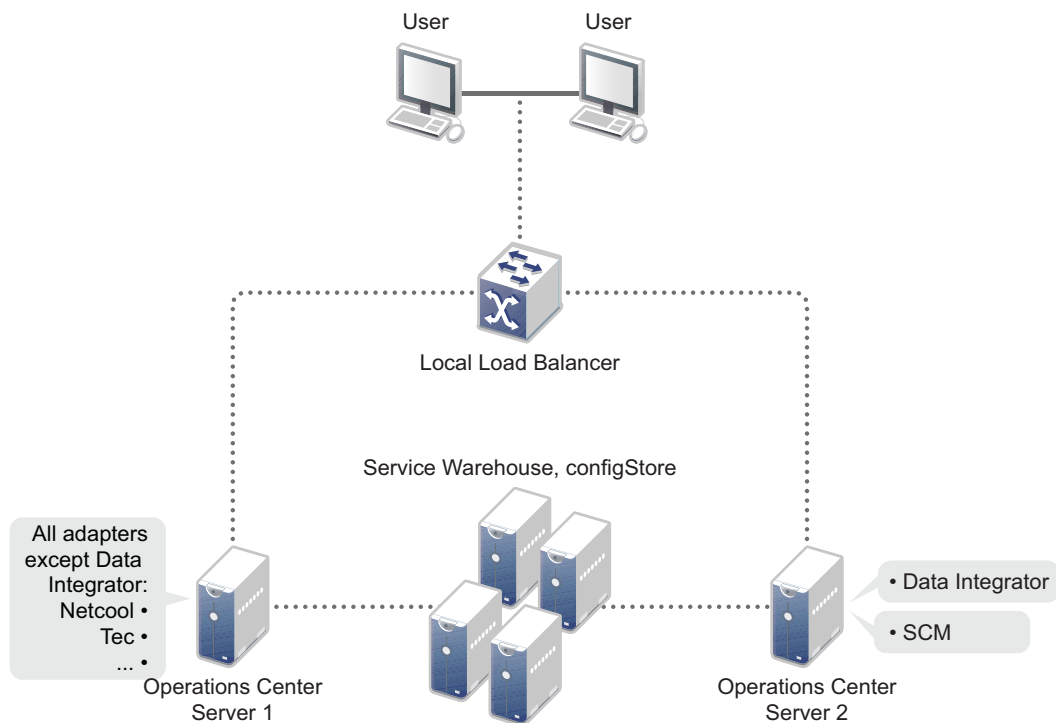 User
User
Local Load Balancer
Service Warehouse, configStore
All adapters
except Data
Integrator:
Netcool •
Tec •
... •
• Data Integrator
• SCM
Operations Center
Server 1
Operations Center
Server 2